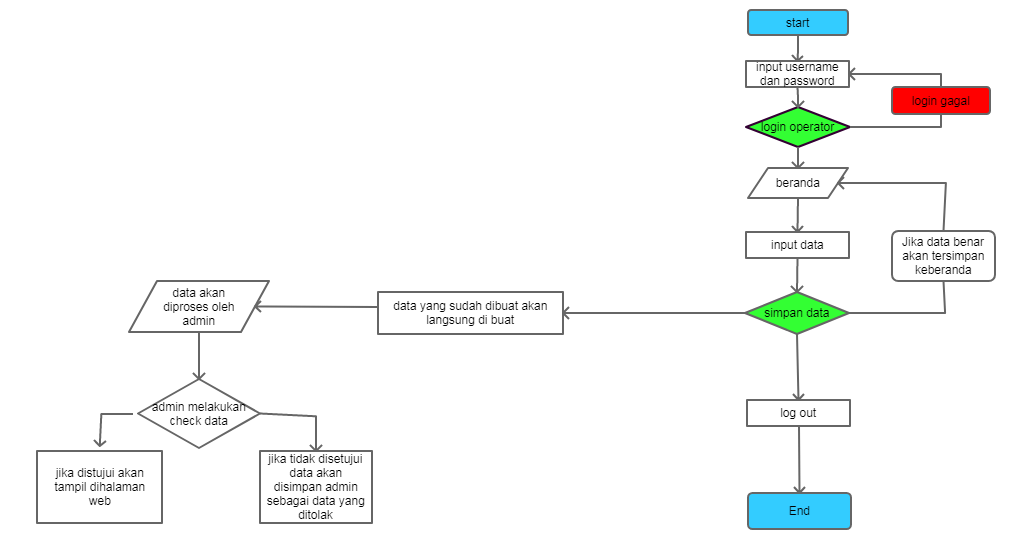 start
input username
dan password
login gagal
login operator
beranda
input data
Jika data benar
akan tersimpan
keberanda
simpan data
data yang sudah dibuat akan
langsung di buat
data akan
diproses oleh
admin
admin melakukan
check data
jika distujui akan
tampil dihalaman
web
jika tidak disetujui
data akan
disimpan admin
sebagai data yang
ditolak
log out
End